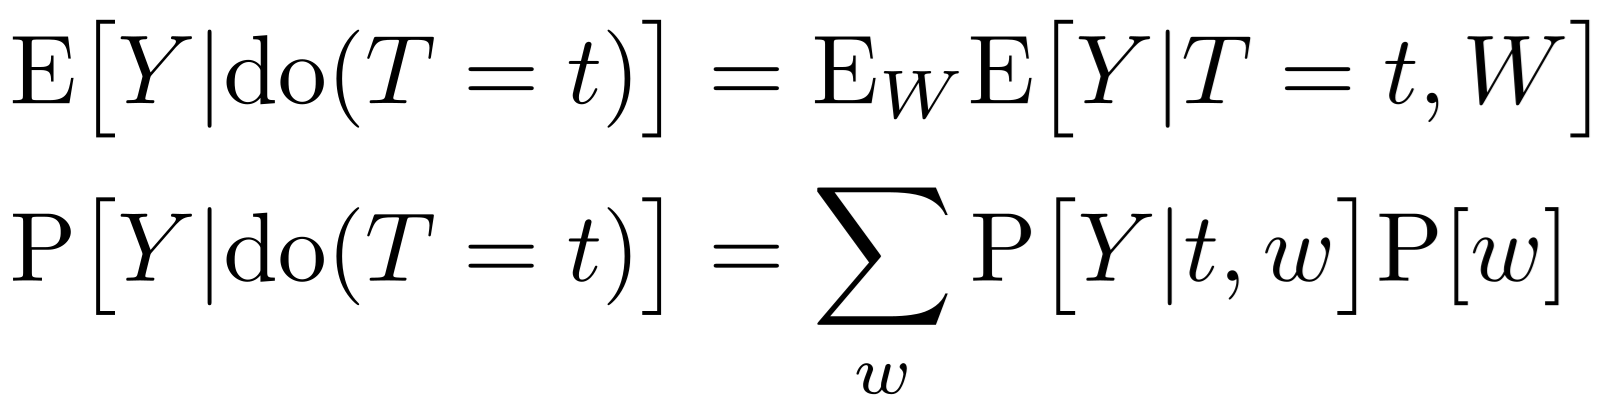 E[Y|do(T = t)] = E_W E[Y|T = t, W]
P[Y|do(T = t)] = ∑_w P[Y|t, w]P[w]